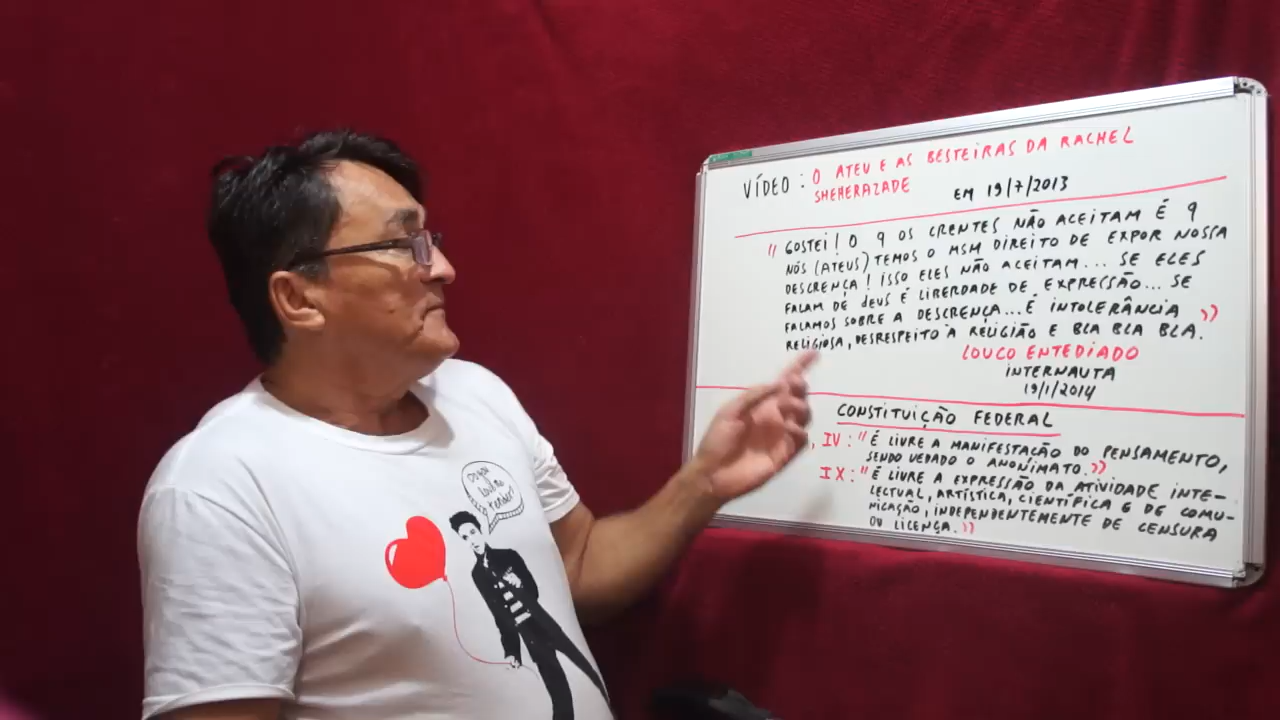 VÍDEO: O ATEU E AS BESTEIRAS DA RACHEL
SHEHERAZADE EM 19/7/2013
"GOSTEI! O Q OS CRENTES NÃO ACEITAM É Q
NÓS (ATEUS) TEMOS O MSM DIREITO DE EXPOR NOSSA
DESCRENÇA! ISSO ELES NÃO ACEITAM... SE ELES
FALAM DE DEUS É LIBERDADE DE EXPRESSÃO... SE
FALAMOS SOBRE A DESCRENÇA... É INTOLERÂNCIA
RELIGIOSA, DESRESPEITO À RELIGIÃO E BLA BLA BLA."
LOUCO ENTEDIADO
INTERNAUTA
19/1/2014
CONSTITUIÇÃO FEDERAL
, IV: "É LIVRE A MANIFESTAÇÃO DO PENSAMENTO,
SENDO VEDADO O ANONIMATO."
IX: "É LIVRE A EXPRESSÃO DA ATIVIDADE INTE-
LECTUAL, ARTÍSTICA, CIENTÍFICA E DE COMU-
NICAÇÃO, INDEPENDENTEMENTE DE CENSURA
OU LICENÇA."